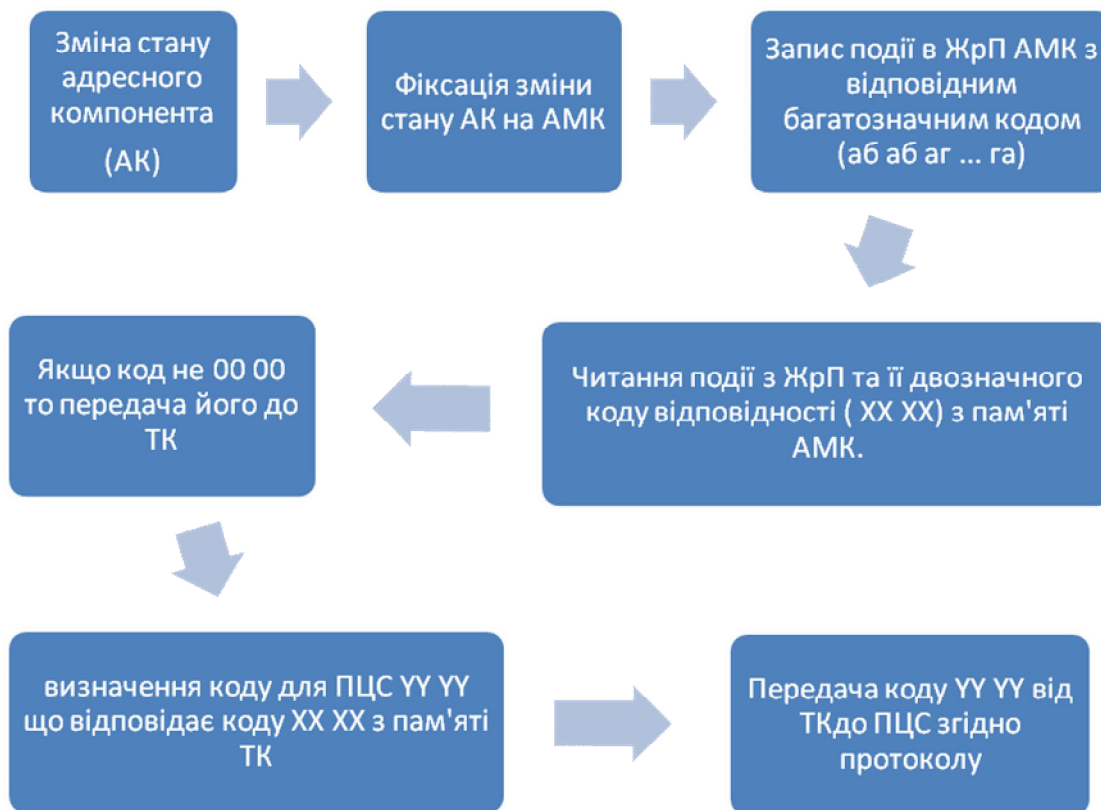 Зміна стану
адресного
компонента
(АК)
Фіксація зміни
стану АК на АМК
Запис події в ЖрП АМК з
відповідним
багатозначним кодом
(аб аб аг ... га)
Читання події з ЖрП та її двозначного
коду відповідності ( XX XX) з пам'яті
АМК.
Якщо код не 00 00
то передача його до
ТК
визначення коду для ПЦС YY YY
що відповідає коду XX XX з пам'яті
ТК
Передача коду YY YY від
ТКдо ПЦС згідно
протоколу